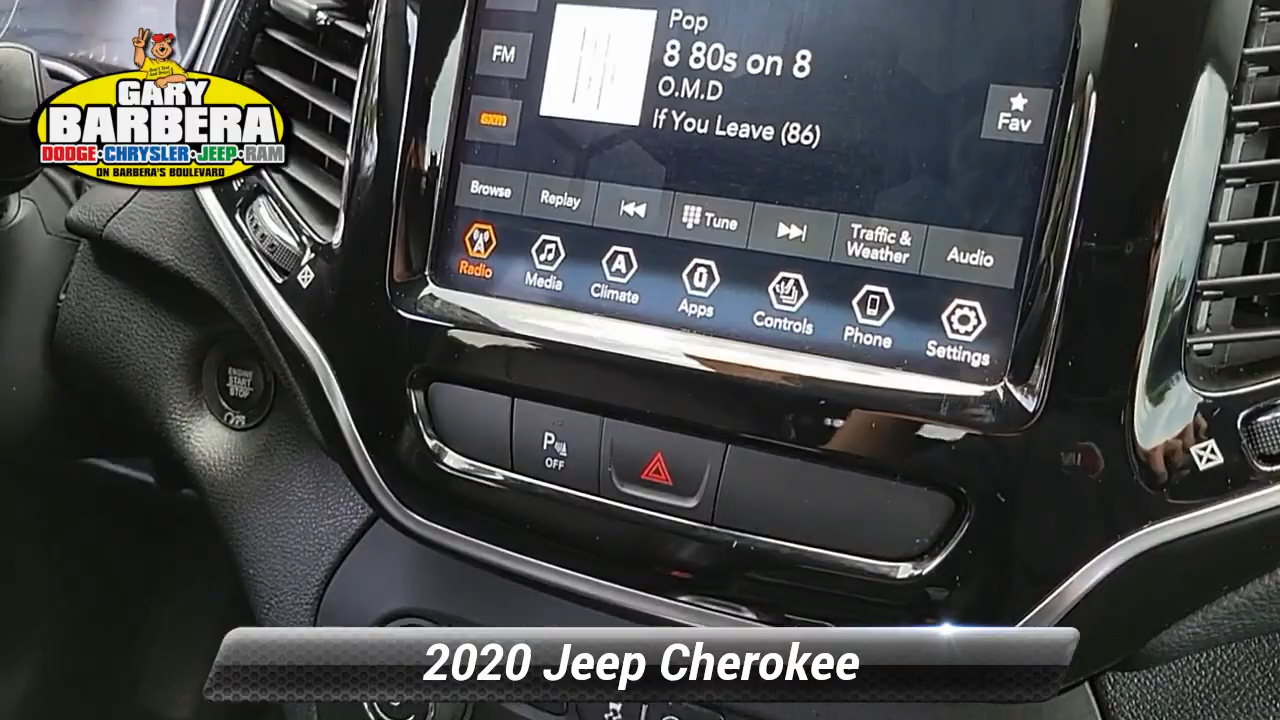 GARY
BARBERA
DODGE·CHRYSLER·JEEP·RAM
ON BARBERA'S BOULEVARD
Pop
8 80s on 8
O.M.D
If You Leave (86)
FM
sxm
Fav
Browse
Replay
Tune
Traffic &
Weather
Audio
Radio
Media
Climate
Apps
Controls
Phone
Settings
ENGINE
START
STOP
P
OFF
2020 Jeep Cherokee